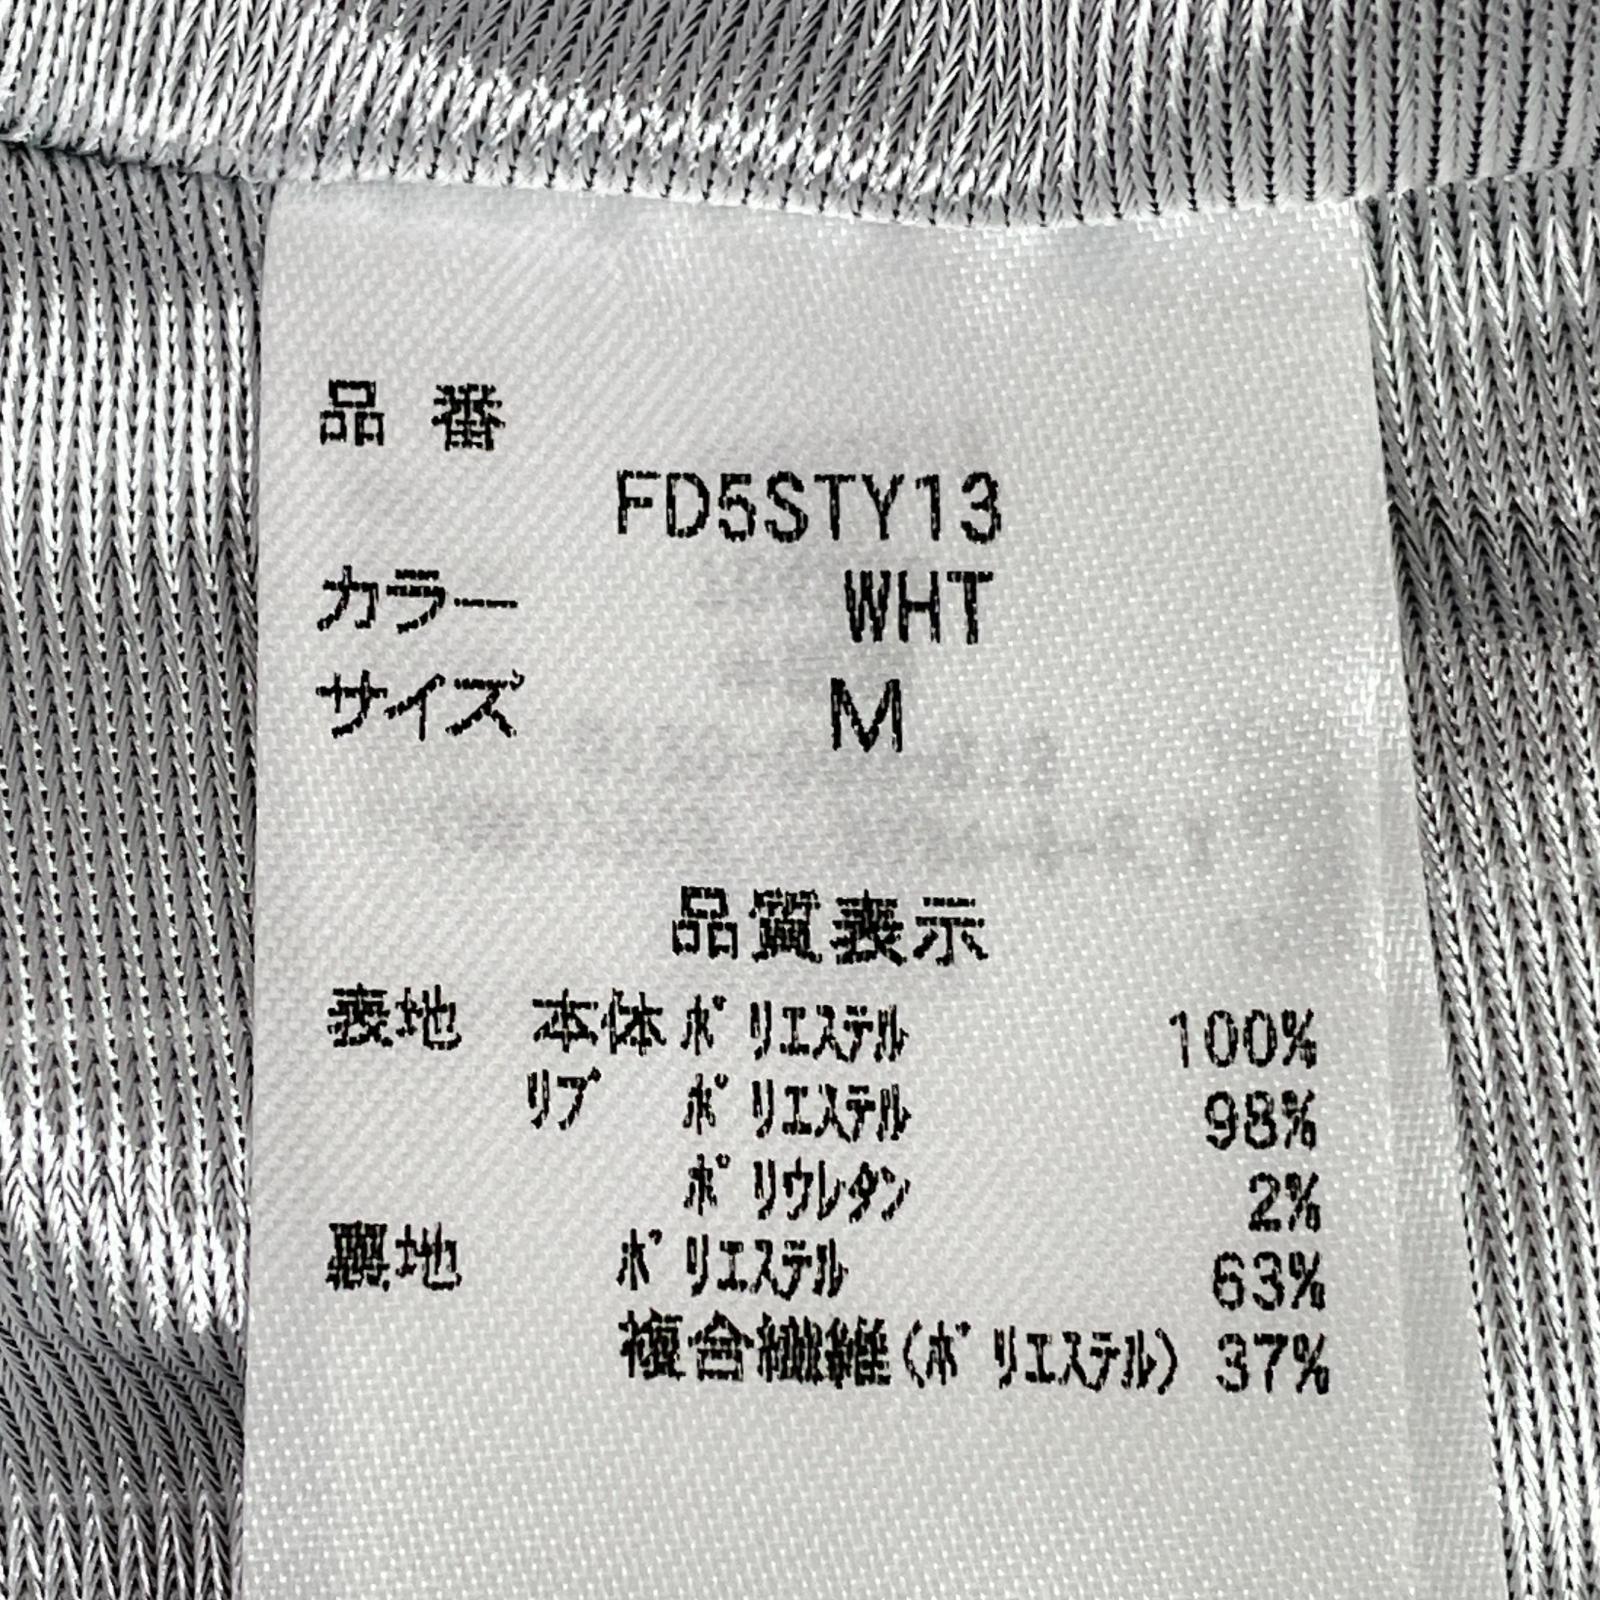 品番
FD5STY13
カラー WHT
サイズ M
品質表示
表地 本体 ポリエステル 100%
リブ ポリエステル 98%
ポリウレタン 2%
裏地 ポリエステル 63%
複合繊維(ポリエステル) 37%